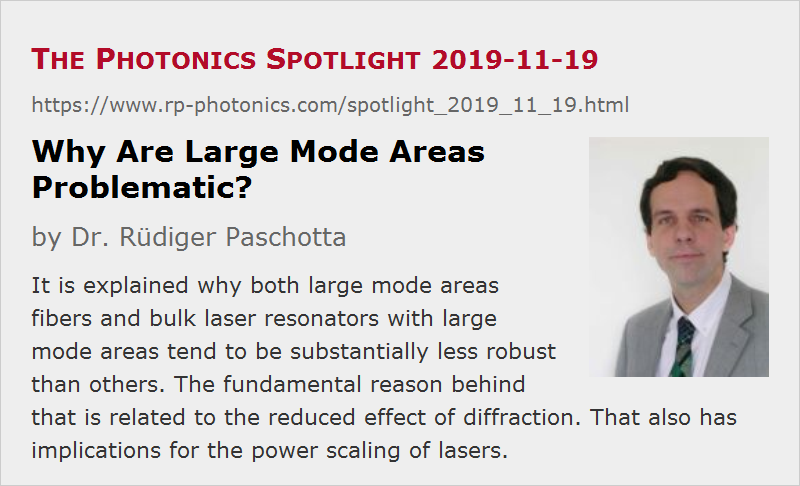 The Photonics Spotlight 2019-11-19
https://www.rp-photonics.com/spotlight_2019_11_19.html
Why Are Large Mode Areas
Problematic?
by Dr. Rüdiger Paschotta
It is explained why both large mode areas
fibers and bulk laser resonators with large
mode areas tend to be substantially less robust
than others. The fundamental reason behind
that is related to the reduced effect of diffraction. That also has
implications for the power scaling of lasers.